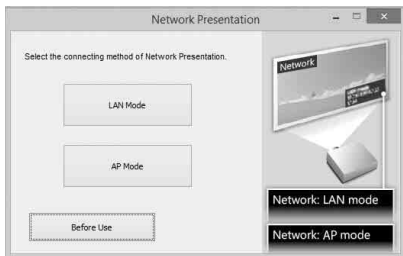 Network Presentation
Select the connecting method of Network Presentation.
LAN Mode
AP Mode
Before Use
Network
Network: LAN mode
Network: AP mode